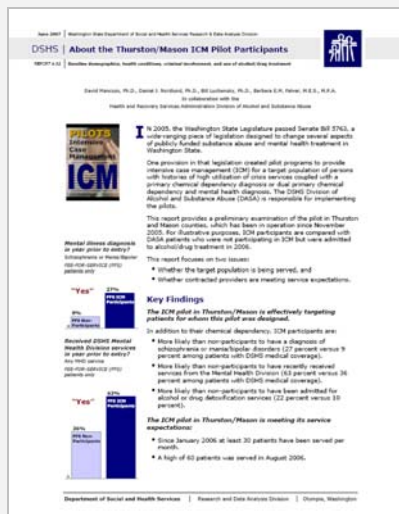 June 2007 | Washington State Department of Social and Health Services Research & Data Analysis Division
DSHS | About the Thurston/Mason ICM Pilot Participants
Baseline demographics, health conditions, criminal involvement, and use of alcohol/drug treatment
David Mancuso, Ph.D., Daniel J. Nordlund, Ph.D., Bill Luchansky, Ph.D., Barbara E.M. Felver, M.E.S., M.P.A.
In collaboration with the
Health and Recovery Services Administration Division of Alcohol and Substance Abuse
PILOTS
Intensive
Case
Management
ICM
IN 2005, the Washington State Legislature passed Senate Bill 5763, a
wide-ranging piece of legislation designed to change several aspects
of publicly funded substance abuse and mental health treatment in
Washington State.
One provision in that legislation created pilot programs to provide
intensive case management (ICM) for a target population of persons
with histories of high utilization of crisis services coupled with a
primary chemical dependency diagnosis or dual primary chemical
dependency and mental health diagnosis. The DSHS Division of
Alcohol and Substance Abuse (DASA) is responsible for implementing
the pilots.
This report provides a preliminary examination of the pilot in Thurston
and Mason counties, which has been in operation since November
2005. For illustrative purposes, ICM participants are compared with
DASA patients who were not participating in ICM but were admitted
to alcohol/drug treatment in 2006.
This report focuses on two issues:
• Whether the target population is being served, and
• Whether contracted providers are meeting service expectations.
Mental illness diagnosis
in year prior to entry?
Schizophrenia or Mania/Bipolar
FEE-FOR-SERVICE (FFS)
patients only
"Yes"
27%
FFS ICM
Participants
9%
FFS Non-
Participants
Key Findings
The ICM pilot in Thurston/Mason is effectively targeting
patients for whom this pilot was designed.
In addition to their chemical dependency, ICM participants are:
• More likely than non-participants to have a diagnosis of
schizophrenia or mania/bipolar disorders (27 percent versus 9
percent among patients with DSHS medical coverage).
• More likely than non-participants to have recently received
services from the Mental Health Division (63 percent versus 36
percent among patients with DSHS medical coverage).
• More likely than non-participants to have been admitted for
alcohol or drug detoxification services (22 percent versus 10
percent).
Received DSHS Mental
Health Division services
in year prior to entry?
Any MHD service
FEE-FOR-SERVICE (FFS)
patients only
"Yes"
63%
FFS ICM
Participants
36%
FFS Non-
Participants
The ICM pilot in Thurston/Mason is meeting its service
expectations:
• Since January 2006 at least 30 patients have been served per
month.
• A high of 60 patients was served in August 2006.
Department of Social and Health Services | Research and Data Analysis Division | Olympia, Washington